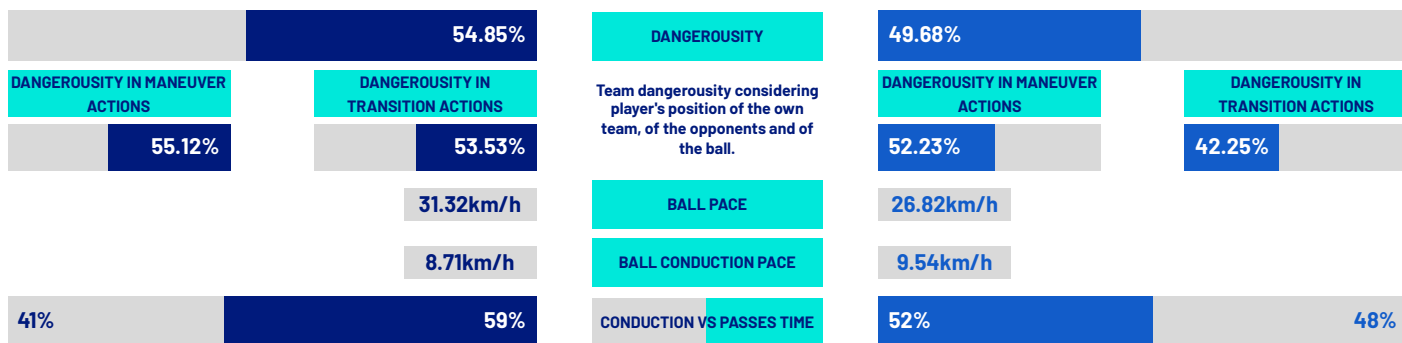 54.85%
DANGEROUSITY
49.68%
DANGEROUSITY IN MANEUVER
ACTIONS
DANGEROUSITY IN
TRANSITION ACTIONS
Team dangerousity considering
player's position of the own
team, of the opponents and of
the ball.
DANGEROUSITY IN MANEUVER
ACTIONS
DANGEROUSITY IN
TRANSITION ACTIONS
55.12%
53.53%
52.23%
42.25%
31.32km/h
BALL PACE
26.82km/h
8.71km/h
BALL CONDUCTION PACE
9.54km/h
41%
59%
CONDUCTION VS PASSES TIME
52%
48%